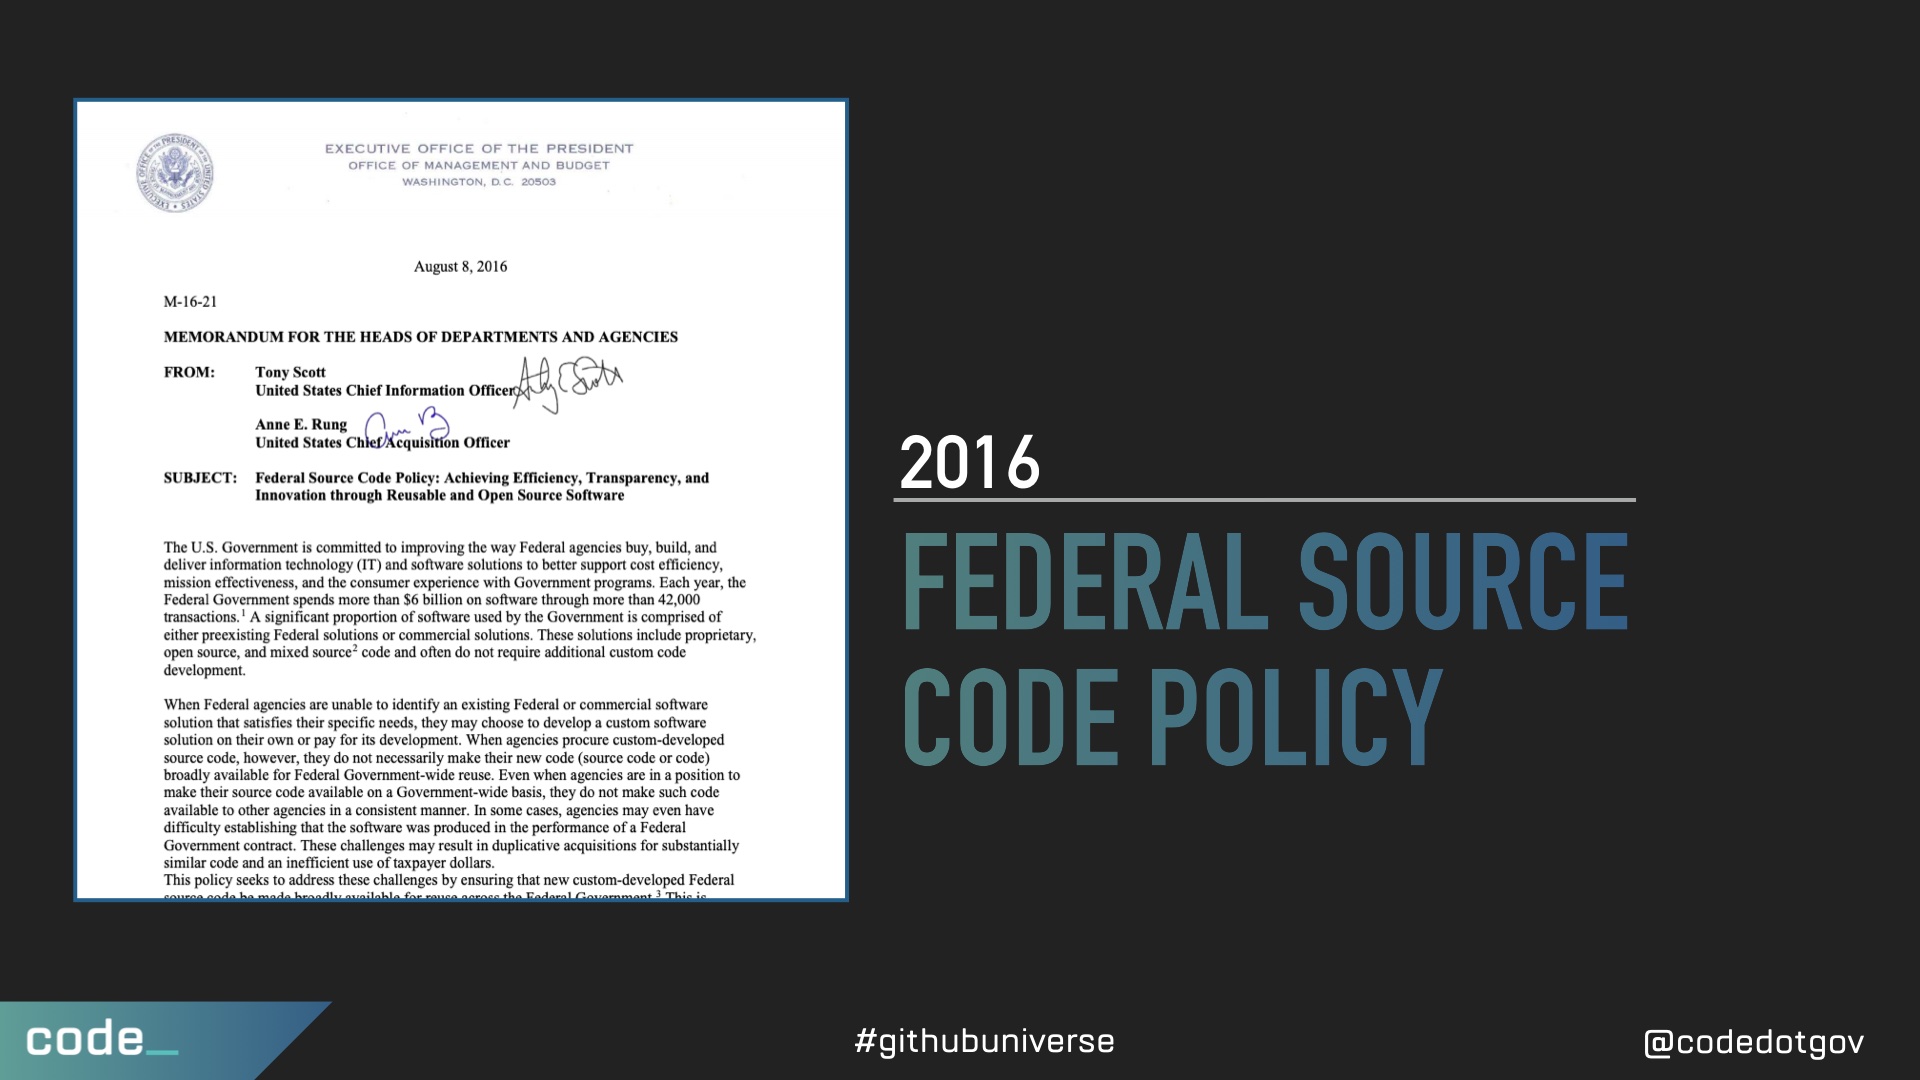 EXECUTIVE OFFICE OF THE PRESIDENT
OFFICE OF MANAGEMENT AND BUDGET
WASHINGTON, D.C. 20503
August 8, 2016
M-16-21
MEMORANDUM FOR THE HEADS OF DEPARTMENTS AND AGENCIES
FROM: Tony Scott
United States Chief Information Officer
Anne E. Rung
United States Chief Acquisition Officer
SUBJECT: Federal Source Code Policy: Achieving Efficiency, Transparency, and
Innovation through Reusable and Open Source Software
The U.S. Government is committed to improving the way Federal agencies buy, build, and
deliver information technology (IT) and software solutions to better support cost efficiency,
mission effectiveness, and the consumer experience with Government programs. Each year, the
Federal Government spends more than $6 billion on software through more than 42,000
transactions.1 A significant proportion of software used by the Government is comprised of
either preexisting Federal solutions or commercial solutions. These solutions include proprietary,
open source, and mixed source2 code and often do not require additional custom code
development.
When Federal agencies are unable to identify an existing Federal or commercial software
solution that satisfies their specific needs, they may choose to develop a custom software
solution on their own or pay for its development. When agencies procure custom-developed
source code, however, they do not necessarily make their new code (source code or code)
broadly available for Federal Government-wide reuse. Even when agencies are in a position to
make their source code available on a Government-wide basis, they do not make such code
available to other agencies in a consistent manner. In some cases, agencies may even have
difficulty establishing that the software was produced in the performance of a Federal
Government contract. These challenges may result in duplicative acquisitions for substantially
similar code and an inefficient use of taxpayer dollars.
This policy seeks to address these challenges by ensuring that new custom-developed Federal
source code be made broadly available for reuse across the Federal Government.3 This is
2016
FEDERAL SOURCE
CODE POLICY
code_
#githubuniverse
@codedotgov